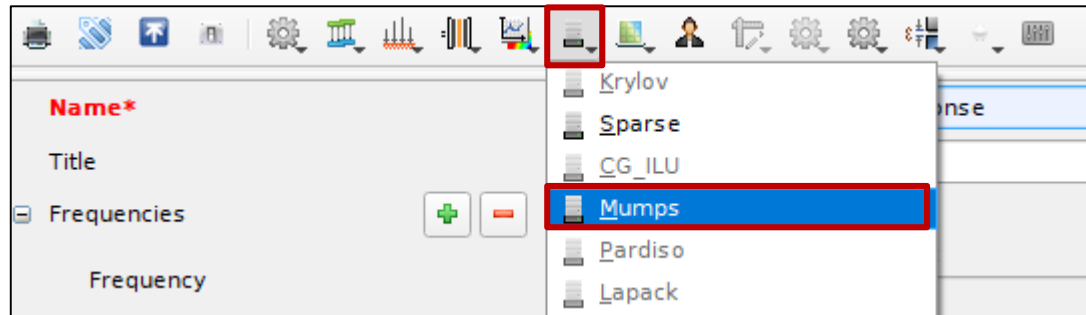 Krylov
Name*
onse
Sparse
Title
CG_ILU
Frequencies
Mumps
Pardiso
Frequency
Lapack